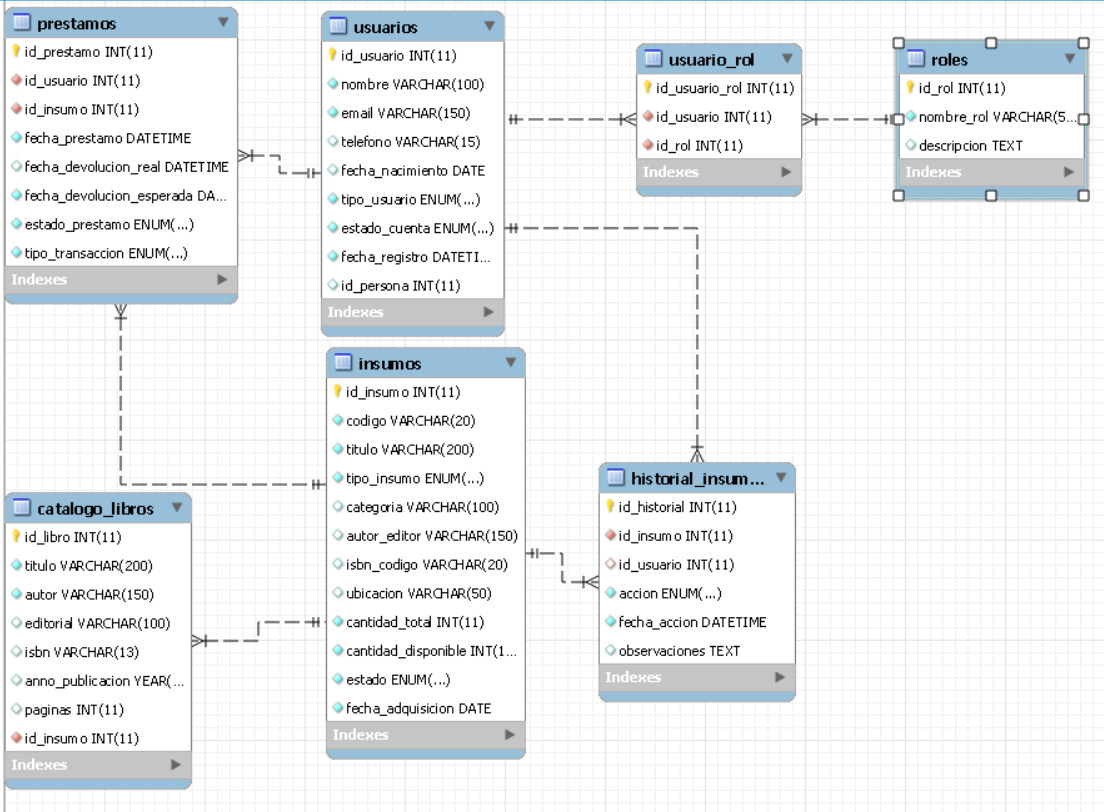 prestamos
id_prestamo INT(11)
id_usuario INT(11)
id_insumo INT(11)
fecha_prestamo DATETIME
fecha_devolucion_real DATETIME
fecha_devolucion_esperada DA...
estado_prestamo ENUM(...)
tipo_transaccion ENUM(...)
Indexes
usuarios
id_usuario INT(11)
nombre VARCHAR(100)
email VARCHAR(150)
telefono VARCHAR(15)
fecha_nacimiento DATE
tipo_usuario ENUM(...)
estado_cuenta ENUM(...)
fecha_registro DATETI...
id_persona INT(11)
Indexes
usuario_rol
id_usuario_rol INT(11)
id_usuario INT(11)
id_rol INT(11)
Indexes
roles
id_rol INT(11)
nombre_rol VARCHAR(5...
descripcion TEXT
Indexes
insumos
id_insumo INT(11)
codigo VARCHAR(20)
titulo VARCHAR(200)
tipo_insumo ENUM(...)
categoria VARCHAR(100)
autor_editor VARCHAR(150)
isbn_codigo VARCHAR(20)
ubicacion VARCHAR(50)
cantidad_total INT(11)
cantidad_disponible INT(1...
estado ENUM(...)
fecha_adquisicion DATE
Indexes
historial_insum...
id_historial INT(11)
id_insumo INT(11)
id_usuario INT(11)
accion ENUM(...)
fecha_accion DATETIME
observaciones TEXT
Indexes
catalogo_libros
id_libro INT(11)
titulo VARCHAR(200)
autor VARCHAR(150)
editorial VARCHAR(100)
isbn VARCHAR(13)
anno_publicacion YEAR(...
paginas INT(11)
id_insumo INT(11)
Indexes